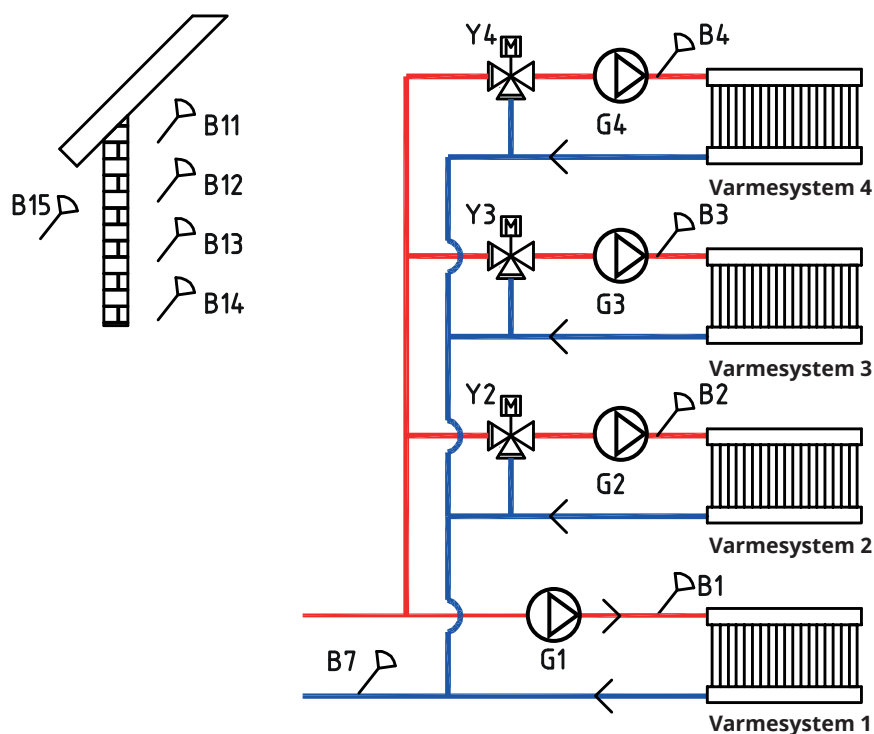 Y4
M
B4
G4
Varmesystem 4
B11
B12
B13
B14
B15
Y3
M
B3
G3
Varmesystem 3
Y2
M
B2
G2
Varmesystem 2
B1
G1
B7
Varmesystem 1